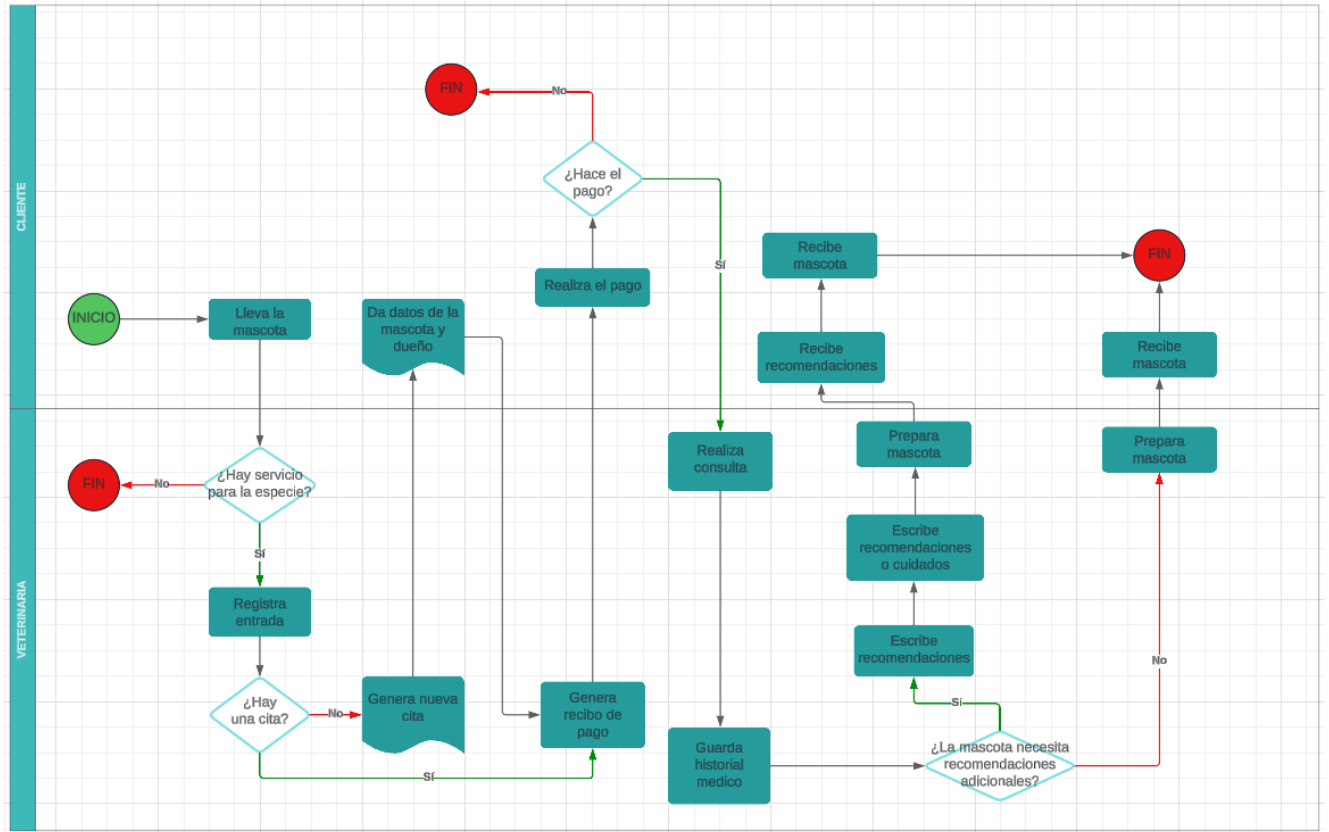 CLIENTE
VETERINARIA
INICIO
Lleva la
mascota
¿Hay servicio
para la especie?
No
FIN
Sí
Registra
entrada
¿Hay
una cita?
No
Genera nueva
cita
Da datos de la
mascota y
dueño
Sí
Genera
recibo de
pago
Realiza el pago
¿Hace el
pago?
No
FIN
Sí
Realiza
consulta
Guarda
historial
medico
¿La mascota necesita
recomendaciones
adicionales?
Sí
Escribe
recomendaciones
Escribe
recomendaciones
o cuidados
Prepara
mascota
Recibe
recomendaciones
Recibe
mascota
No
Prepara
mascota
Recibe
mascota
FIN